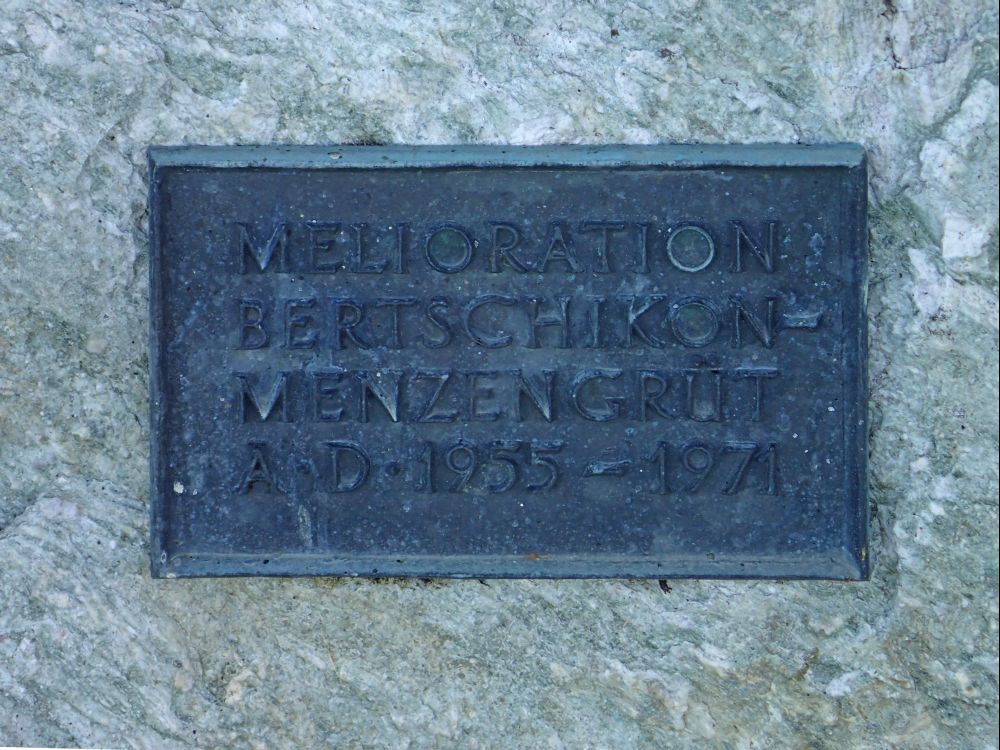 MELIORATION
BERTSCHIKON-
MENZENGRÜT
A·D·1955-1971